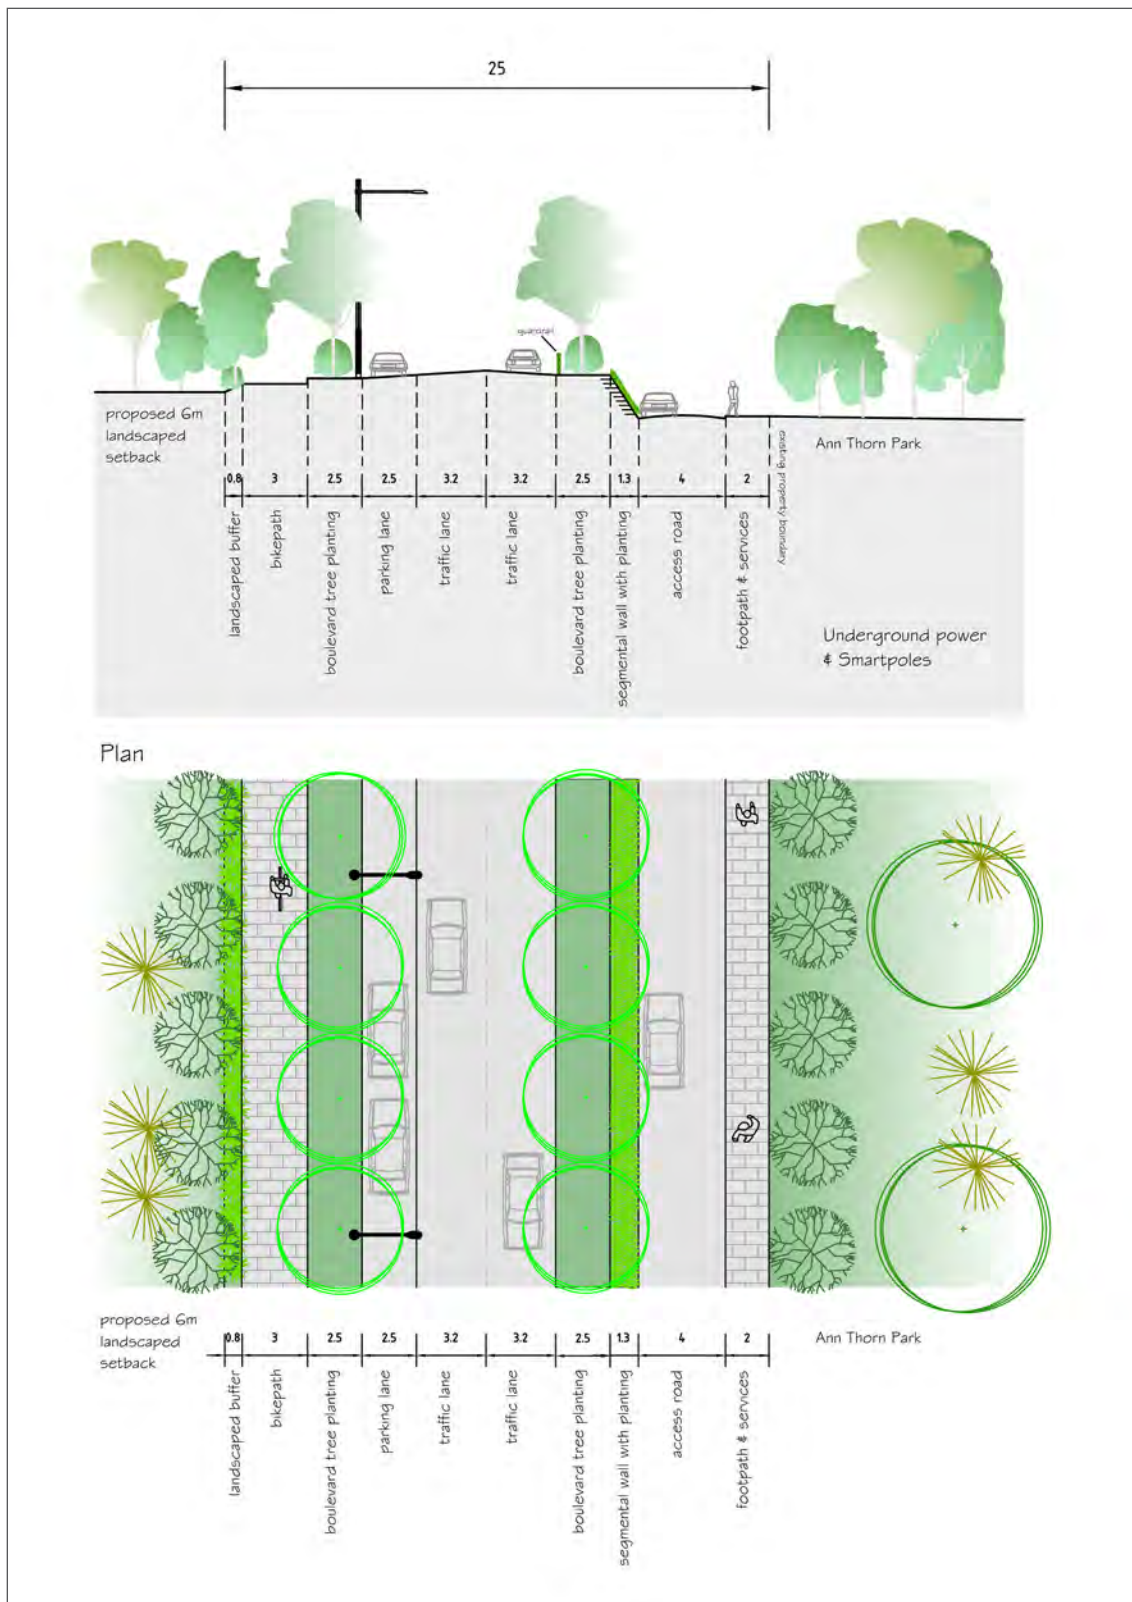 25
guardrail
proposed 6m
landscaped
setback
Ann Thorn Park
existing property boundary
0.8
3
2.5
2.5
3.2
3.2
2.5
1.3
4
2
landscaped buffer
bikepath
boulevard tree planting
parking lane
traffic lane
traffic lane
boulevard tree planting
segmental wall with planting
access road
footpath & services
Underground power
& Smartpoles
Plan
proposed 6m
landscaped
setback
0.8
3
2.5
2.5
3.2
3.2
2.5
1.3
4
2
Ann Thorn Park
landscaped buffer
bikepath
boulevard tree planting
parking lane
traffic lane
traffic lane
boulevard tree planting
segmental wall with planting
access road
footpath & services